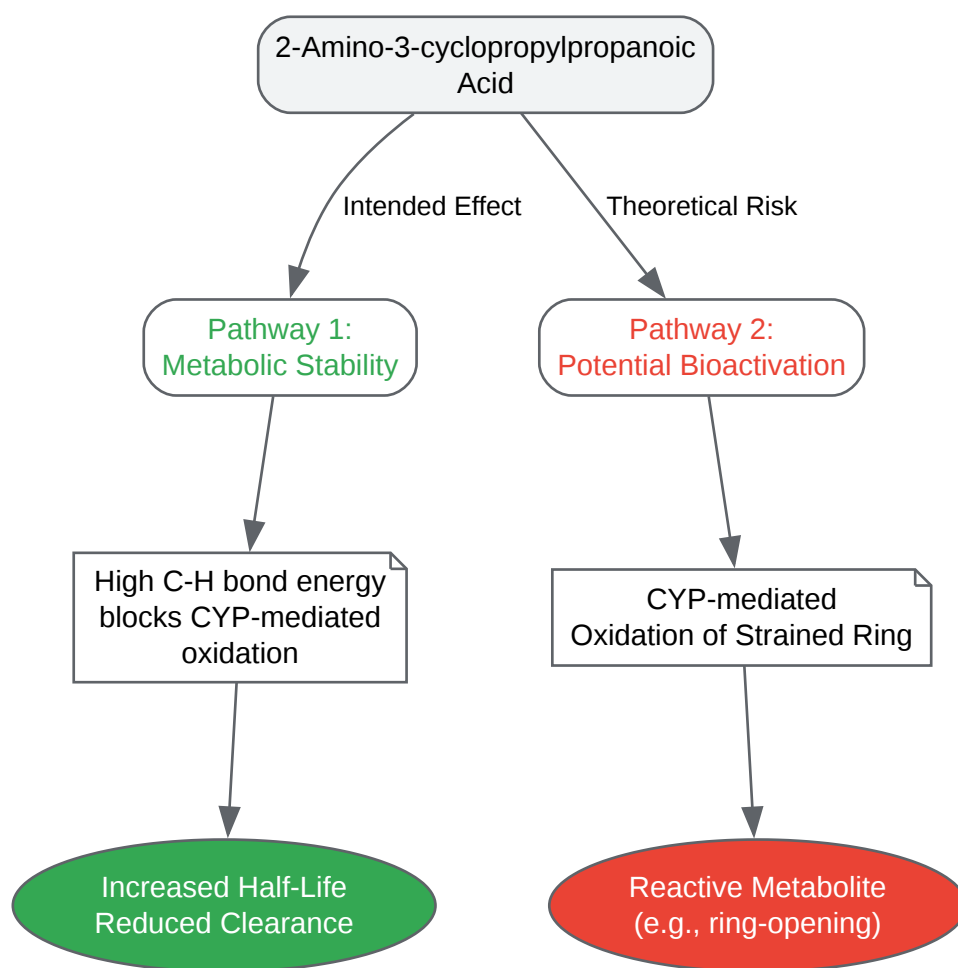 2-Amino-3-cyclopropylpropanoic
Acid
Intended Effect
Theoretical Risk
Pathway 1:
Metabolic Stability
Pathway 2:
Potential Bioactivation
High C-H bond energy
blocks CYP-mediated
oxidation
CYP-mediated
Oxidation of Strained Ring
Increased Half-Life
Reduced Clearance
Reactive Metabolite
(e.g., ring-opening)